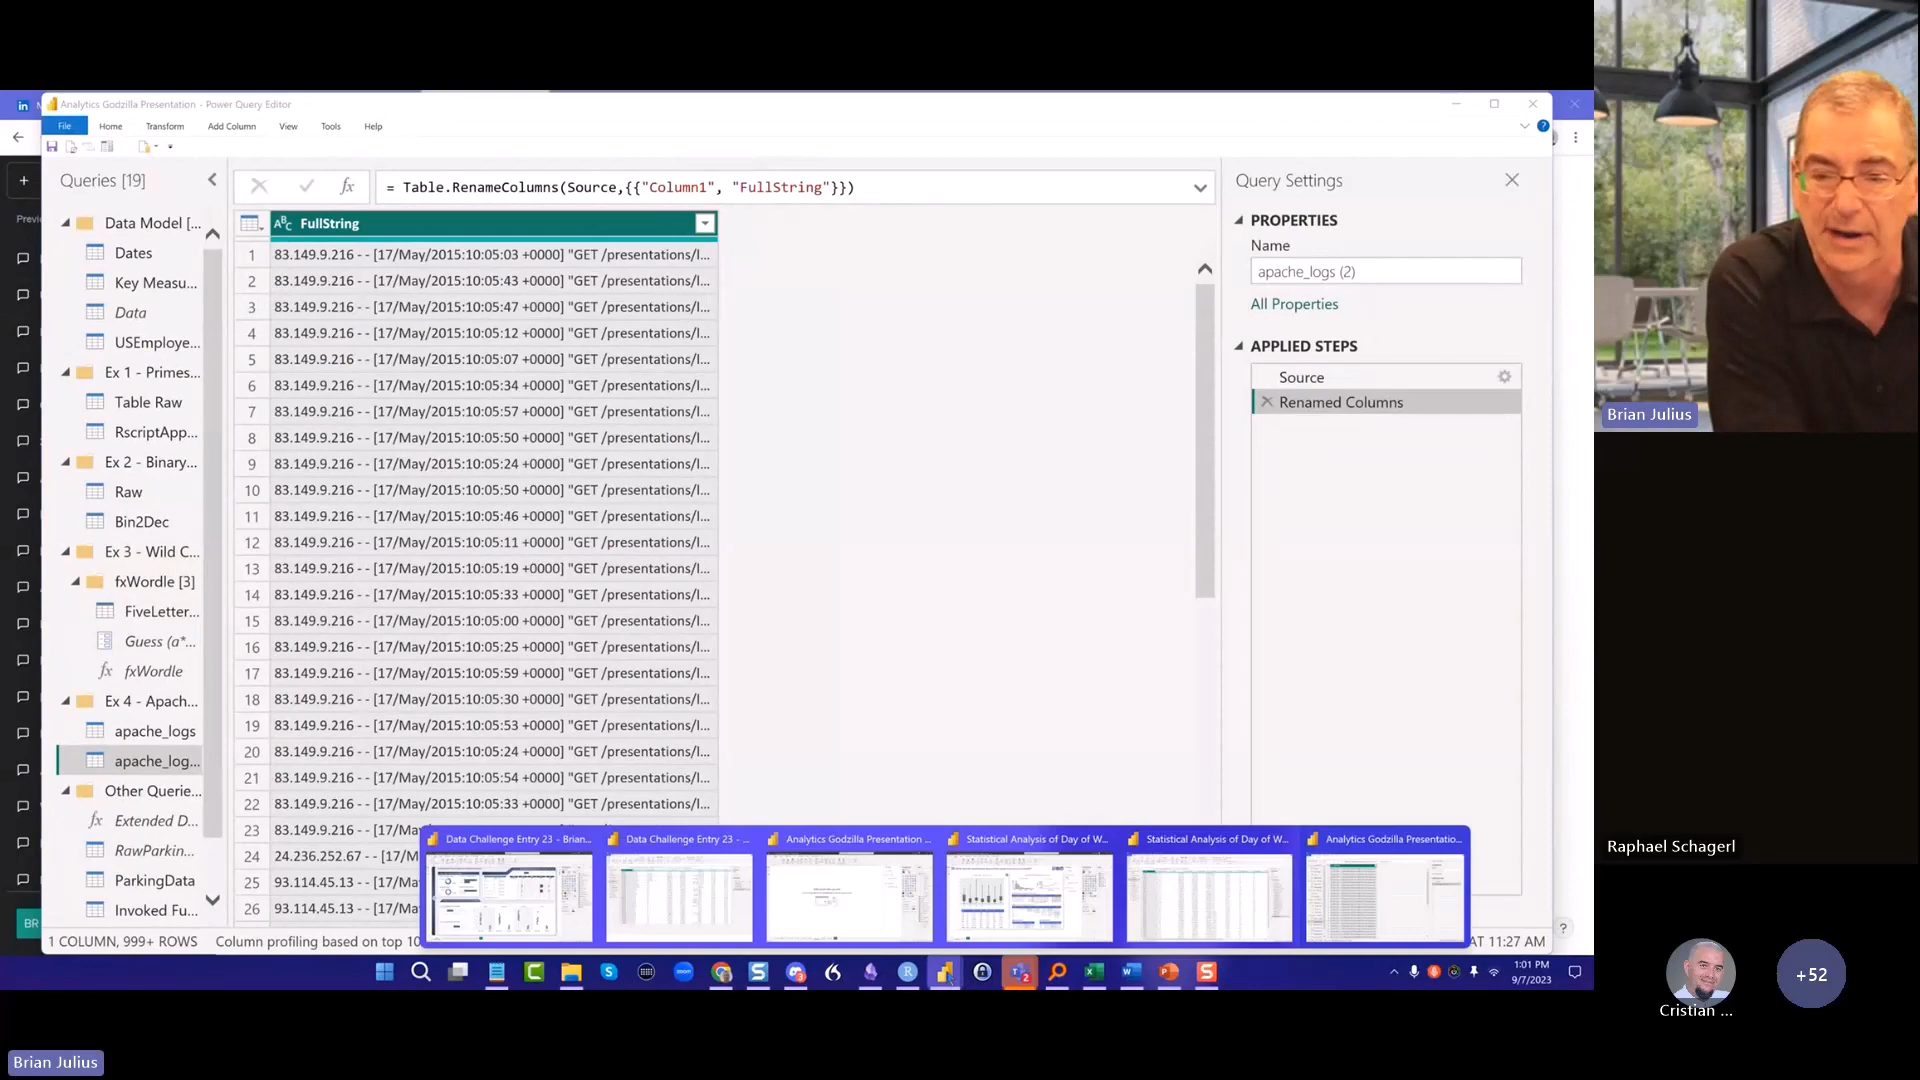 Analytics Godzilla Presentation - Power Query Editor
File Home Transform Add Column View Tools Help
Queries [19]
Data Model [...
Dates
Key Measu...
Data
USEmploye...
Ex 1 - Primes...
Table Raw
RscriptApp...
Ex 2 - Binary...
Raw
Bin2Dec
Ex 3 - Wild C...
fxWordle [3]
FiveLetter...
Guess (a*...
fxWordle
Ex 4 - Apach...
apache_logs
apache_log...
Other Querie...
Extended D...
RawParkin...
ParkingData
Invoked Fu...
= Table.RenameColumns(Source,{{"Column1", "FullString"}})
FullString
1 83.149.9.216 - - [17/May/2015:10:05:03 +0000] "GET /presentations/l...
2 83.149.9.216 - - [17/May/2015:10:05:43 +0000] "GET /presentations/l...
3 83.149.9.216 - - [17/May/2015:10:05:47 +0000] "GET /presentations/l...
4 83.149.9.216 - - [17/May/2015:10:05:12 +0000] "GET /presentations/l...
5 83.149.9.216 - - [17/May/2015:10:05:07 +0000] "GET /presentations/l...
6 83.149.9.216 - - [17/May/2015:10:05:34 +0000] "GET /presentations/l...
7 83.149.9.216 - - [17/May/2015:10:05:57 +0000] "GET /presentations/l...
8 83.149.9.216 - - [17/May/2015:10:05:50 +0000] "GET /presentations/l...
9 83.149.9.216 - - [17/May/2015:10:05:24 +0000] "GET /presentations/l...
10 83.149.9.216 - - [17/May/2015:10:05:50 +0000] "GET /presentations/l...
11 83.149.9.216 - - [17/May/2015:10:05:46 +0000] "GET /presentations/l...
12 83.149.9.216 - - [17/May/2015:10:05:11 +0000] "GET /presentations/l...
13 83.149.9.216 - - [17/May/2015:10:05:19 +0000] "GET /presentations/l...
14 83.149.9.216 - - [17/May/2015:10:05:33 +0000] "GET /presentations/l...
15 83.149.9.216 - - [17/May/2015:10:05:00 +0000] "GET /presentations/l...
16 83.149.9.216 - - [17/May/2015:10:05:25 +0000] "GET /presentations/l...
17 83.149.9.216 - - [17/May/2015:10:05:59 +0000] "GET /presentations/l...
18 83.149.9.216 - - [17/May/2015:10:05:30 +0000] "GET /presentations/l...
19 83.149.9.216 - - [17/May/2015:10:05:53 +0000] "GET /presentations/l...
20 83.149.9.216 - - [17/May/2015:10:05:24 +0000] "GET /presentations/l...
21 83.149.9.216 - - [17/May/2015:10:05:54 +0000] "GET /presentations/l...
22 83.149.9.216 - - [17/May/2015:10:05:33 +0000] "GET /presentations/l...
23 83.149.9.216 - - [17/Ma
24 24.236.252.67 - - [17/M
25 93.114.45.13 - - [17/Ma
26 93.114.45.13 - - [17/Ma
Query Settings
PROPERTIES
Name
apache_logs (2)
All Properties
APPLIED STEPS
Source
Renamed Columns
Data Challenge Entry 23 - Brian...
Data Challenge Entry 23 - ...
Analytics Godzilla Presentation ...
Statistical Analysis of Day of W...
Statistical Analysis of Day of W...
Analytics Godzilla Presentatio...
1 COLUMN, 999+ ROWS
Column profiling based on top 10
AT 11:27 AM
BR
1:01 PM
9/7/2023
Brian Julius
Raphael Schagerl
Cristian ...
+52
Brian Julius